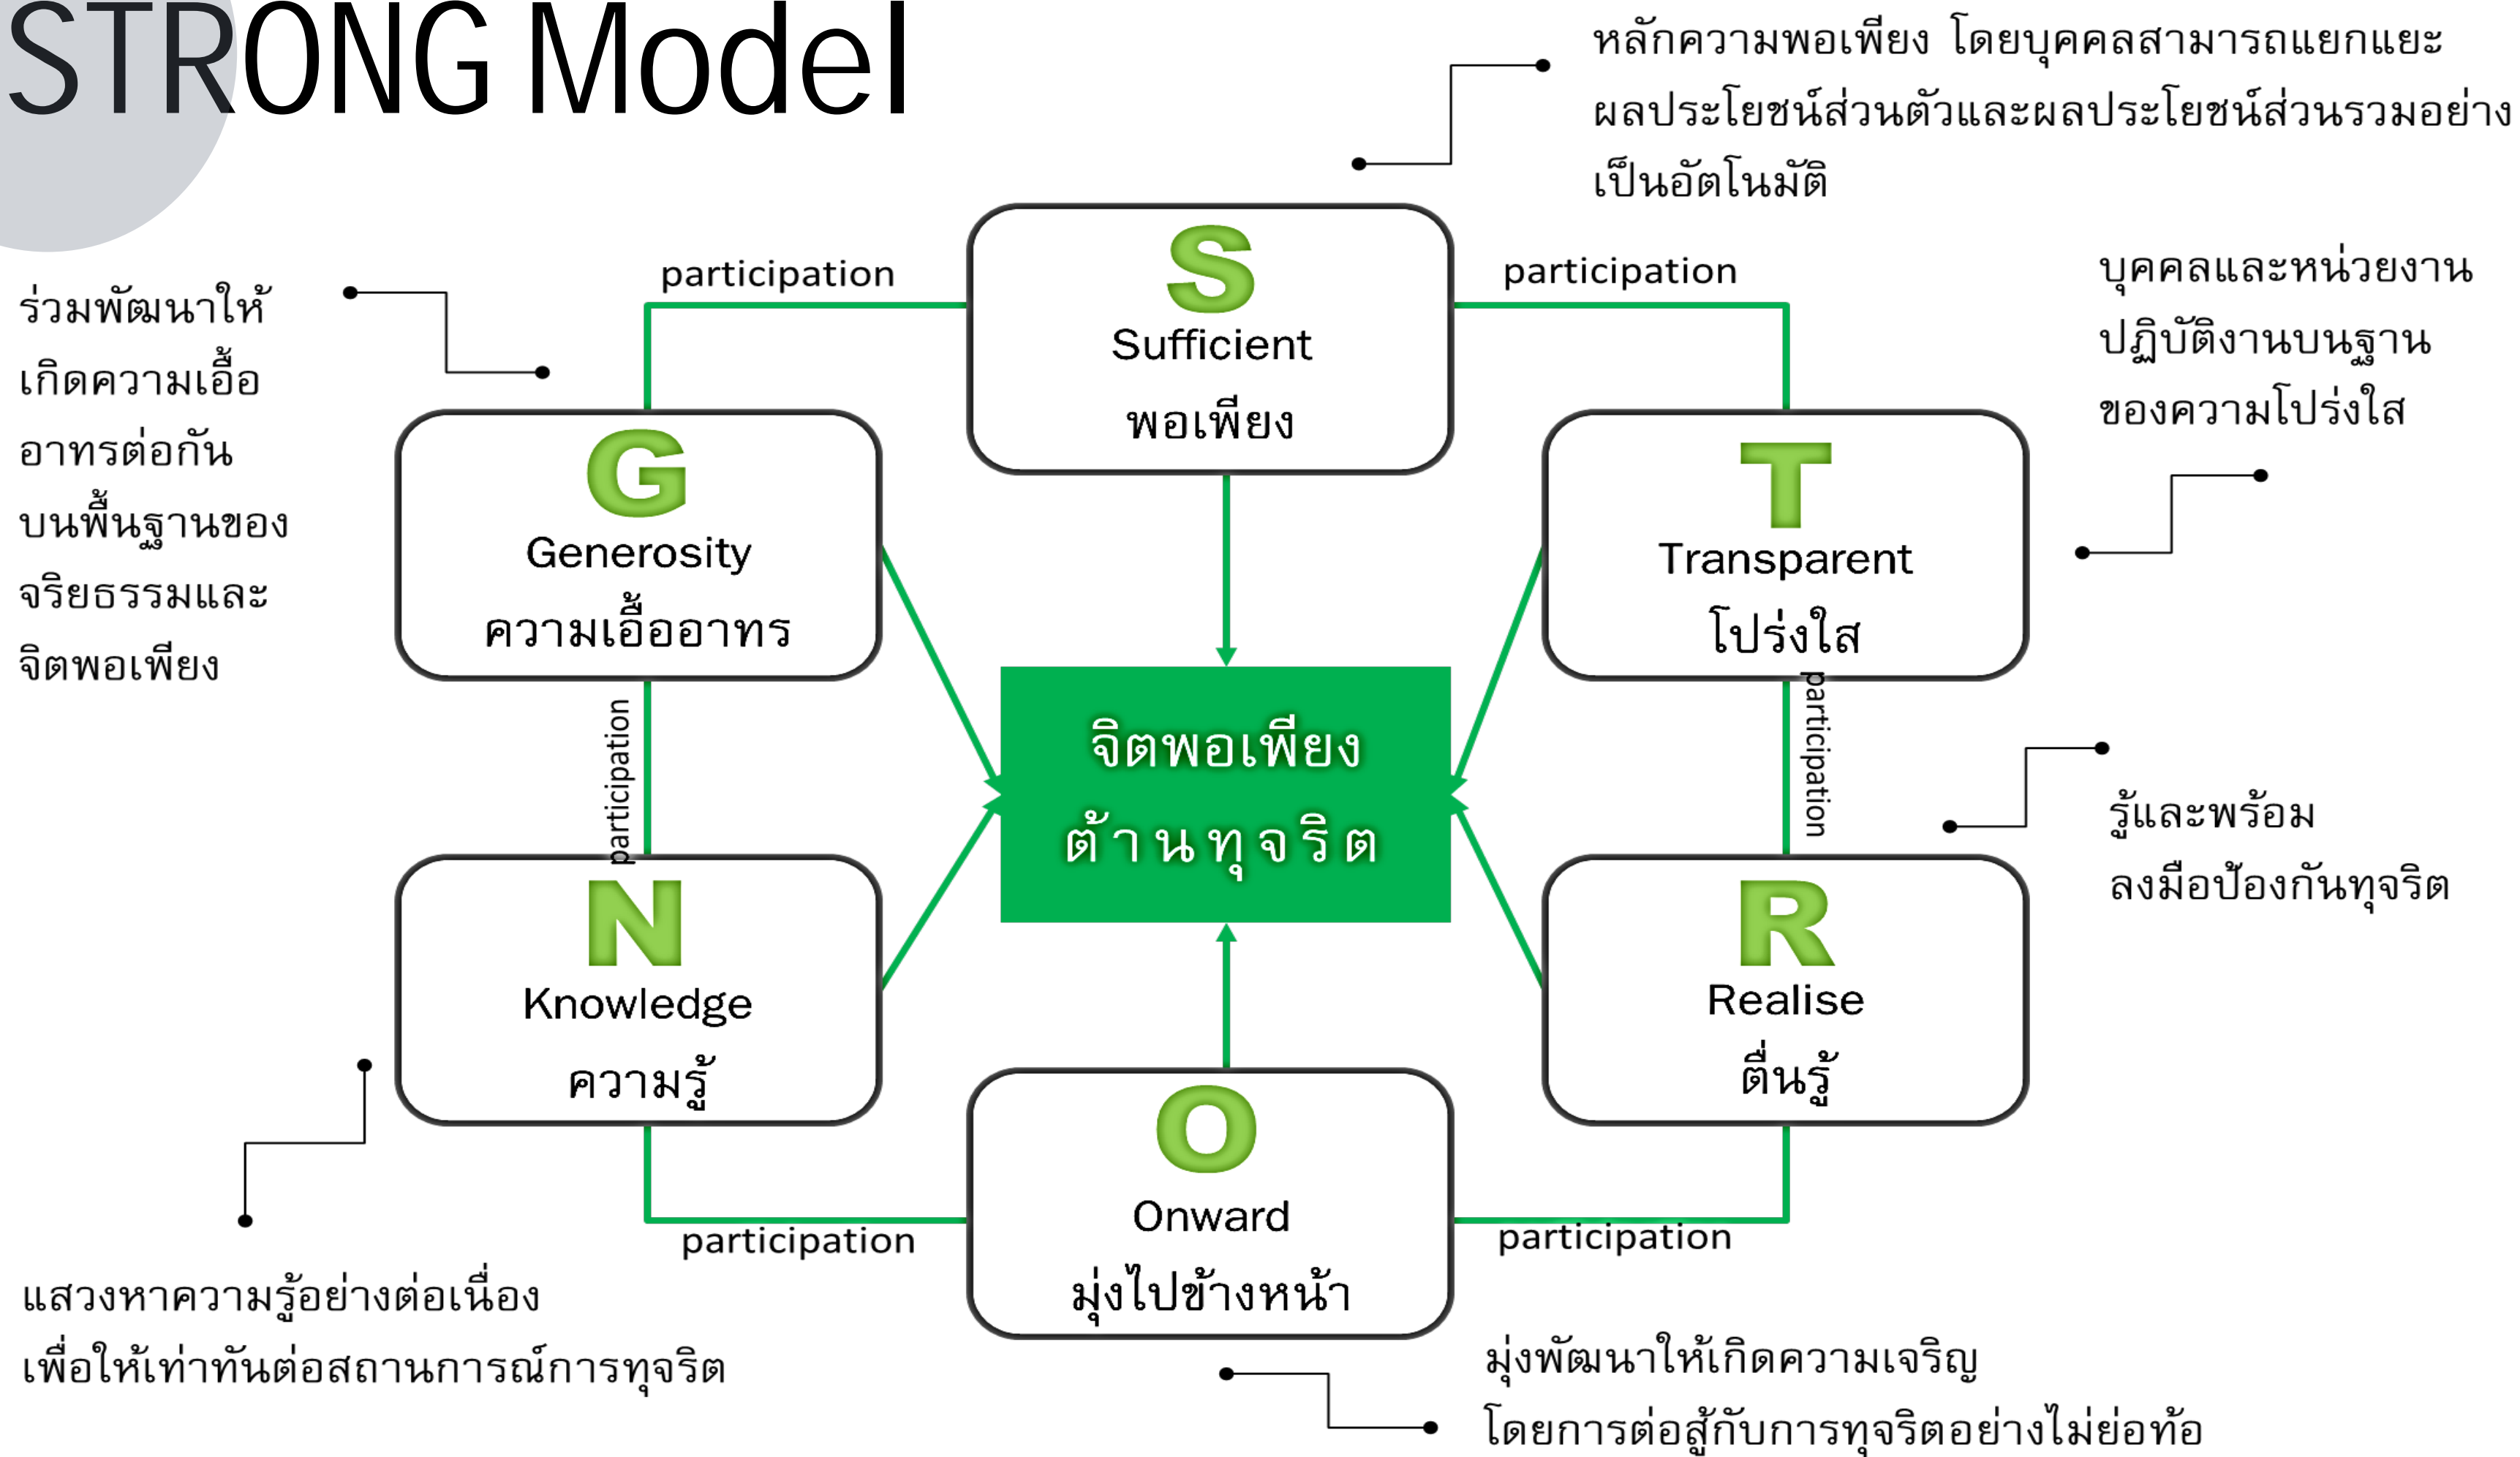 STRONG Model
หลักความพอเพียง โดยบุคคลสามารถแยกแยะ
ผลประโยชน์ส่วนตัวและผลประโยชน์ส่วนรวมอย่าง
เป็นอัตโนมัติ
participation
S
Sufficient
พอเพียง
participation
บุคคลและหน่วยงาน
ปฏิบัติงานบนฐาน
ของความโปร่งใส
ร่วมพัฒนาให้
เกิดความเอื้อ
อาทรต่อกัน
บนพื้นฐานของ
จริยธรรมและ
จิตพอเพียง
G
Generosity
ความเอื้ออาทร
T
Transparent
โปร่งใส
participation
จิตพอเพียง
ต้านทุจริต
participation
รู้และพร้อม
ลงมือป้องกันทุจริต
N
Knowledge
ความรู้
R
Realise
ตื่นรู้
participation
O
Onward
มุ่งไปข้างหน้า
participation
แสวงหาความรู้อย่างต่อเนื่อง
เพื่อให้เท่าทันต่อสถานการณ์การทุจริต
มุ่งพัฒนาให้เกิดความเจริญ
โดยการต่อสู้กับการทุจริตอย่างไม่ย่อท้อ